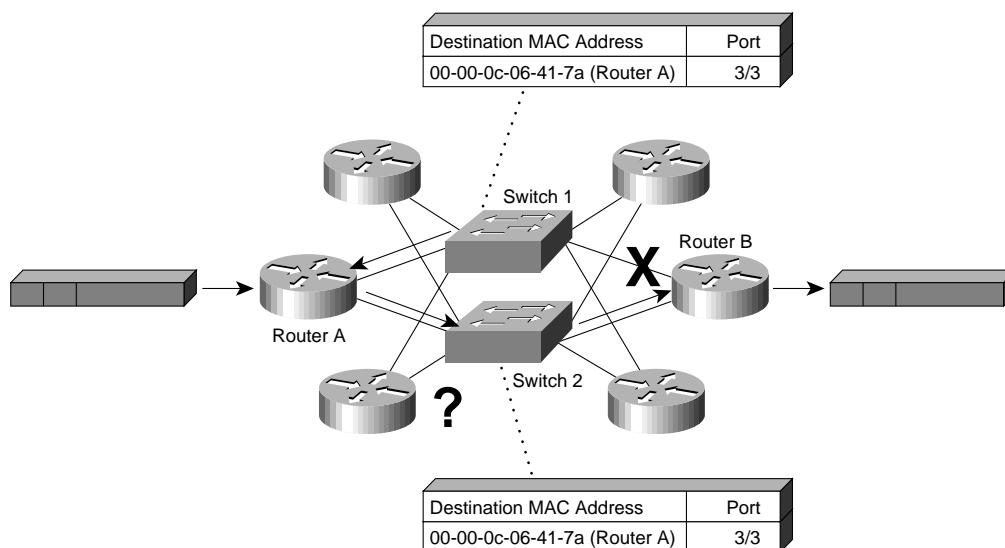 Destination MAC Address Port
00-00-0c-06-41-7a (Router A) 3/3
Switch 1
X
Router B
Router A
Switch 2
?
Destination MAC Address Port
00-00-0c-06-41-7a (Router A) 3/3